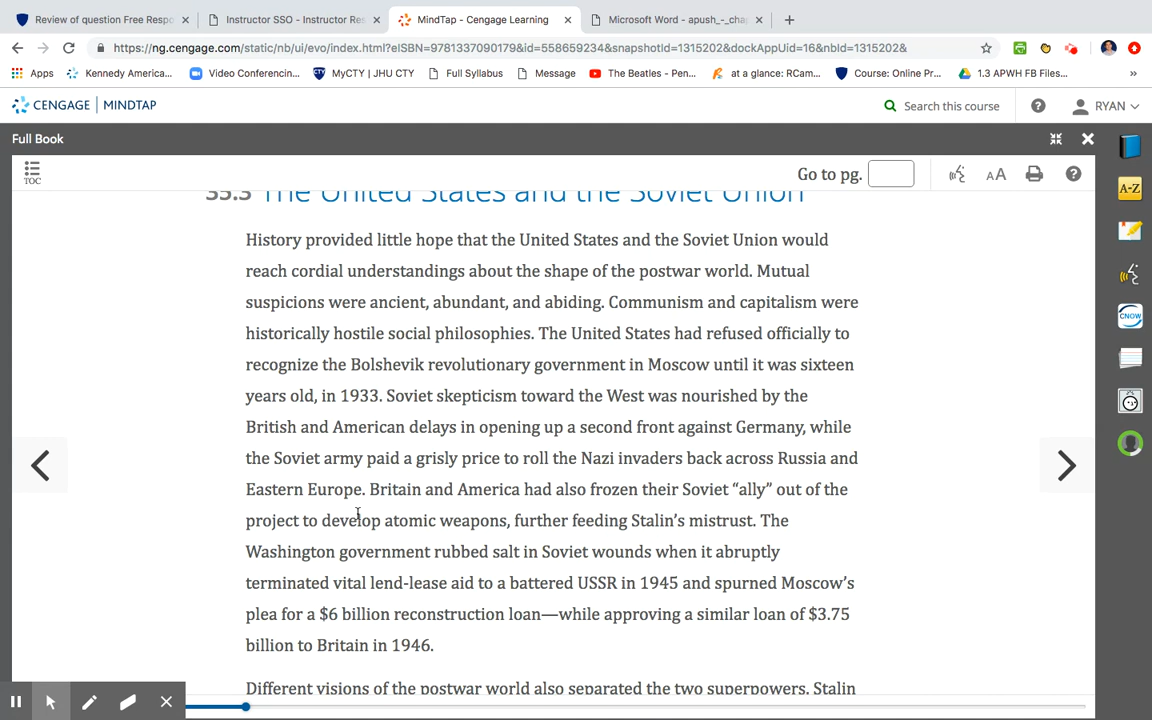 Review of question Free Respo
Instructor SSO - Instructor Res
MindTap - Cengage Learning
Microsoft Word - apush_-_cha
https://ng.cengage.com/static/nb/ui/evo/index.html?eISBN=9781337090179&id=558659234&snapshotId=1315202&dockAppUid=16&nbId=1315202&
Apps
Kennedy America...
Video Conferencin...
CTY
MyCTY | JHU CTY
Full Syllabus
Message
The Beatles - Pen...
at a glance: RCam...
Course: Online Pr...
1.3 APWH FB Files...
»
CENGAGE | MINDTAP
Search this course
RYAN
Full Book
TOC
Go to pg.
AA
A-Z
35.3 The United States and the Soviet Union
History provided little hope that the United States and the Soviet Union would
reach cordial understandings about the shape of the postwar world. Mutual
suspicions were ancient, abundant, and abiding. Communism and capitalism were
historically hostile social philosophies. The United States had refused officially to
recognize the Bolshevik revolutionary government in Moscow until it was sixteen
years old, in 1933. Soviet skepticism toward the West was nourished by the
British and American delays in opening up a second front against Germany, while
the Soviet army paid a grisly price to roll the Nazi invaders back across Russia and
Eastern Europe. Britain and America had also frozen their Soviet “ally” out of the
project to develop atomic weapons, further feeding Stalin’s mistrust. The
Washington government rubbed salt in Soviet wounds when it abruptly
terminated vital lend-lease aid to a battered USSR in 1945 and spurned Moscow’s
plea for a $6 billion reconstruction loan—while approving a similar loan of $3.75
billion to Britain in 1946.
Different visions of the postwar world also separated the two superpowers. Stalin
CNOW